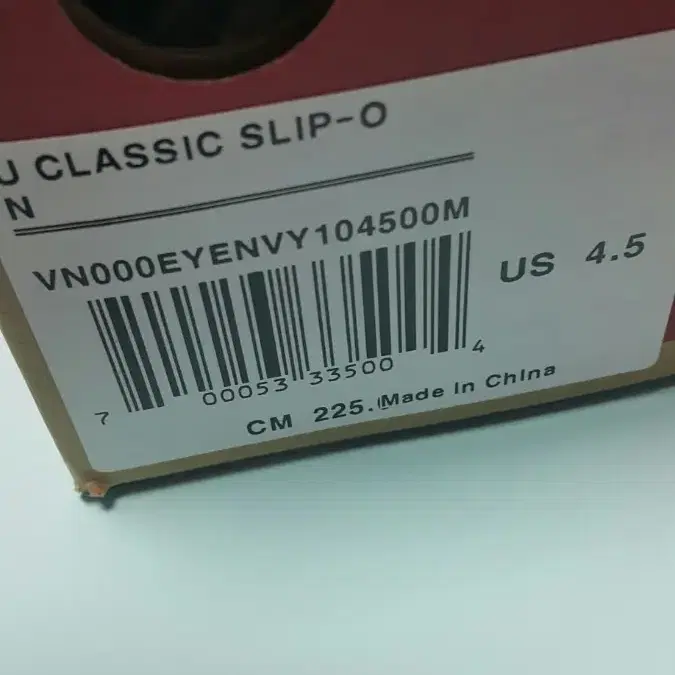 U CLASSIC SLIP-O
N
VN000EYENVY104500M
US 4.5
7 00053 33500 4
CM 225. Made in China